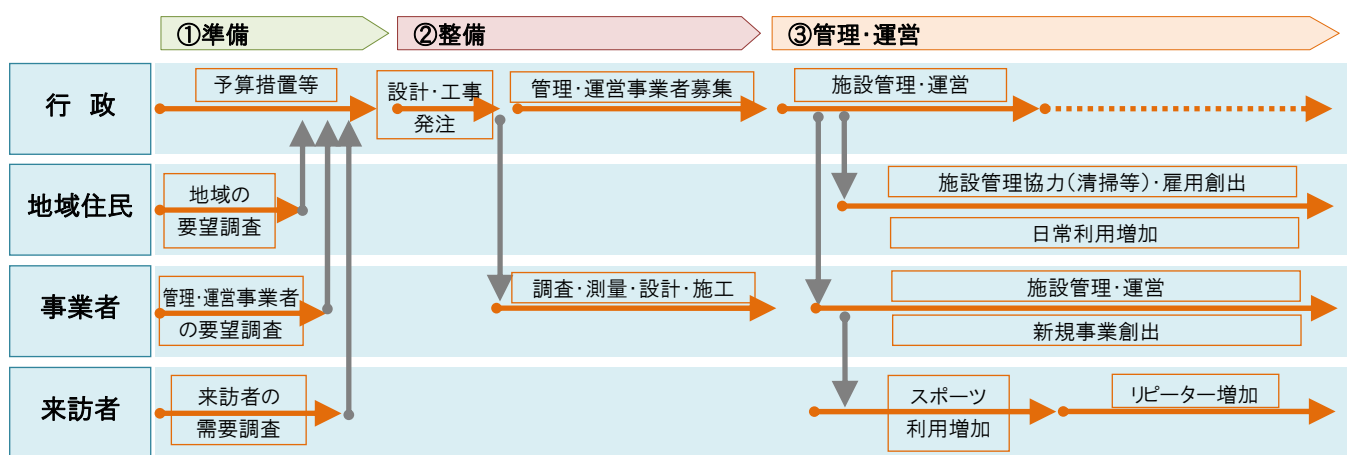 ①準備
②整備
③管理・運営
行 政
予算措置等
設計・工事
発注
管理・運営事業者募集
施設管理・運営
地域住民
地域の
要望調査
施設管理協力（清掃等）・雇用創出
日常利用増加
事業者
管理・運営事業者
の要望調査
調査・測量・設計・施工
施設管理・運営
新規事業創出
来訪者
来訪者の
需要調査
スポーツ
利用増加
リピーター増加